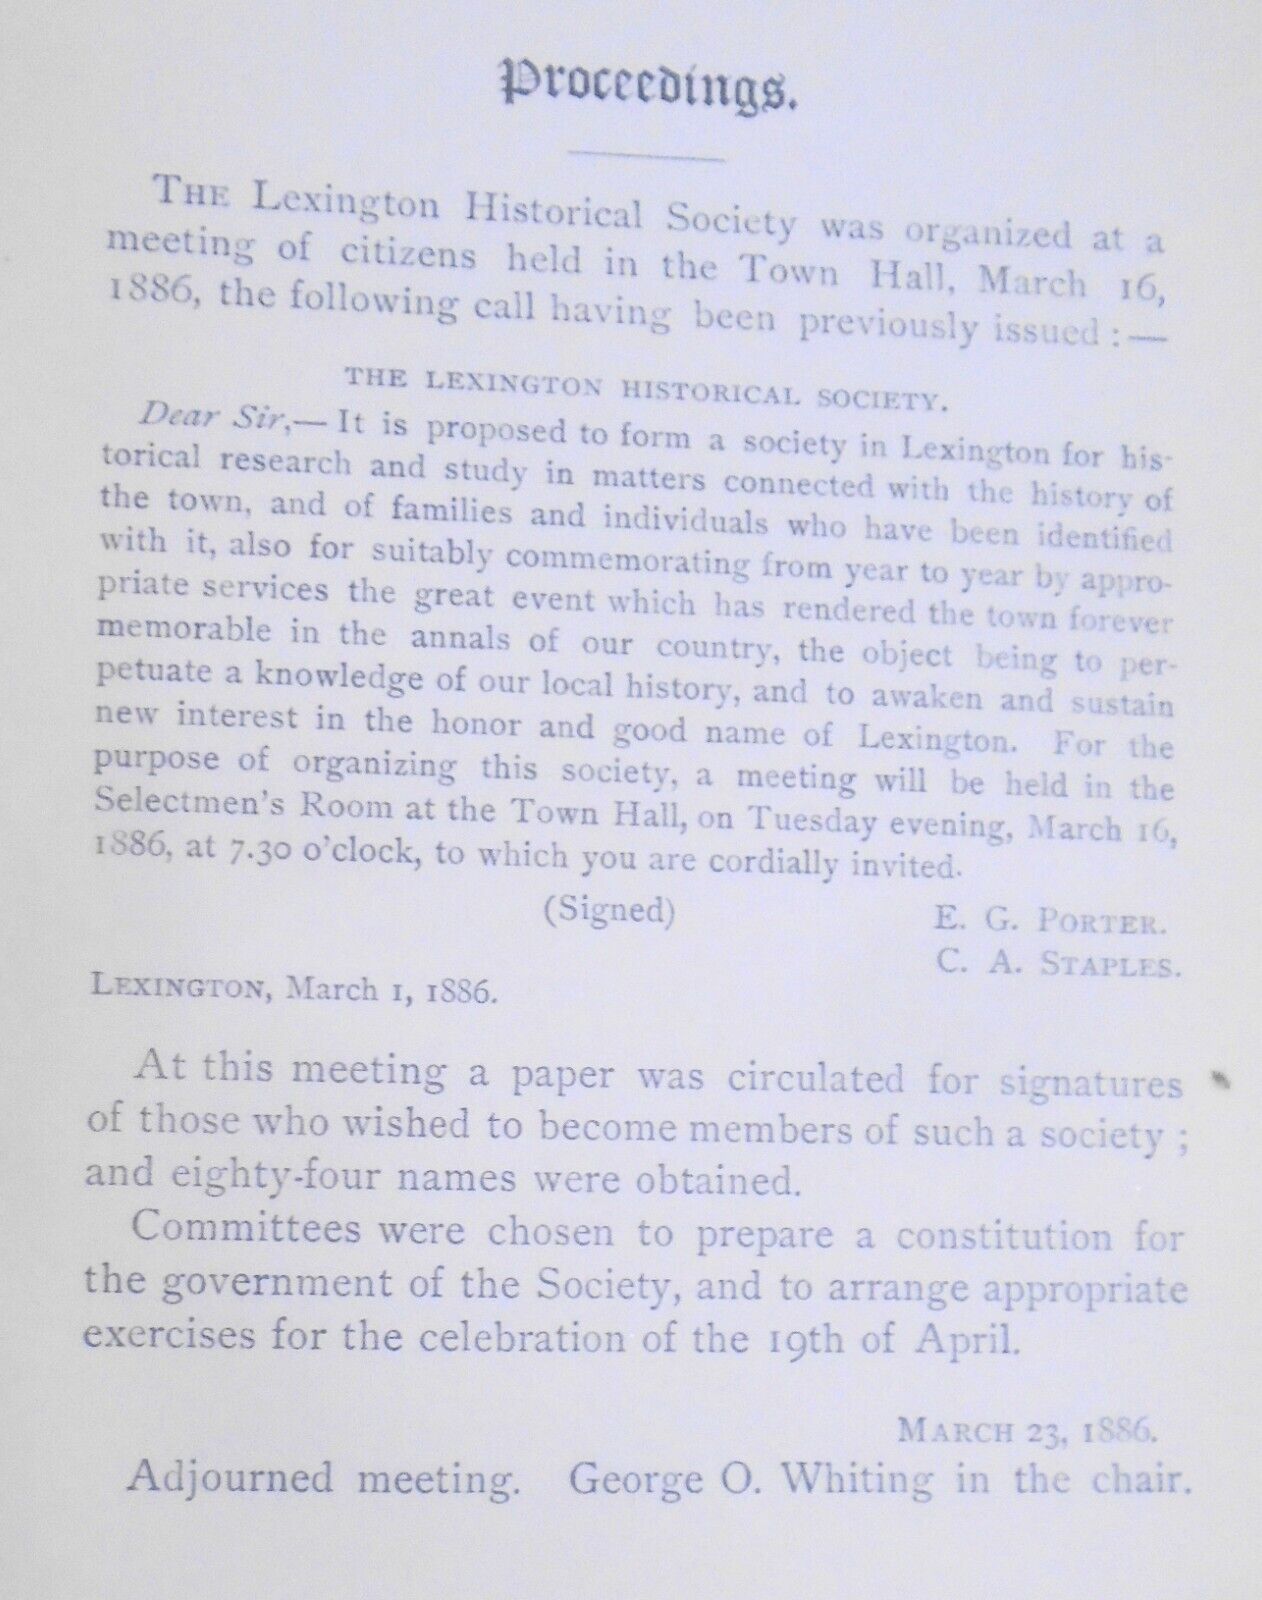 Proceedings.
THE Lexington Historical Society was organized at a
meeting of citizens held in the Town Hall, March 16,
1886, the following call having been previously issued :—
THE LEXINGTON HISTORICAL SOCIETY.
Dear Sir,— It is proposed to form a society in Lexington for his-
torical research and study in matters connected with the history of
the town, and of families and individuals who have been identified
with it, also for suitably commemorating from year to year by appro-
priate services the great event which has rendered the town forever
memorable in the annals of our country, the object being to per-
petuate a knowledge of our local history, and to awaken and sustain
new interest in the honor and good name of Lexington. For the
purpose of organizing this society, a meeting will be held in the
Selectmen's Room at the Town Hall, on Tuesday evening, March 16,
1886, at 7.30 o'clock, to which you are cordially invited.
(Signed) E. G. PORTER.
C. A. STAPLES.
LEXINGTON, March 1, 1886.
At this meeting a paper was circulated for signatures
of those who wished to become members of such a society ;
and eighty-four names were obtained.
Committees were chosen to prepare a constitution for
the government of the Society, and to arrange appropriate
exercises for the celebration of the 19th of April.
MARCH 23, 1886.
Adjourned meeting. George O. Whiting in the chair.